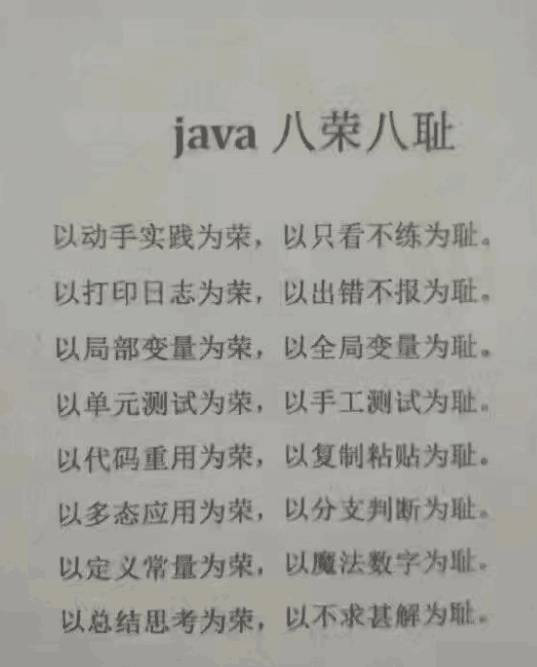 java 八荣八耻
以动手实践为荣，以只看不练为耻。
以打印日志为荣，以出错不报为耻。
以局部变量为荣，以全局变量为耻。
以单元测试为荣，以手工测试为耻。
以代码重用为荣，以复制粘贴为耻。
以多态应用为荣，以分支判断为耻。
以定义常量为荣，以魔法数字为耻。
以总结思考为荣，以不求甚解为耻。